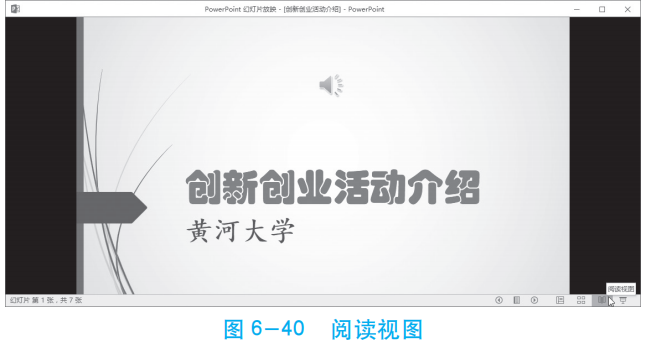 PowerPoint 幻灯片放映 - [创新创业活动介绍] - PowerPoint
创新创业活动介绍
黄河大学
幻灯片 第 1 张，共 7 张
阅读视图
图 6-40 阅读视图